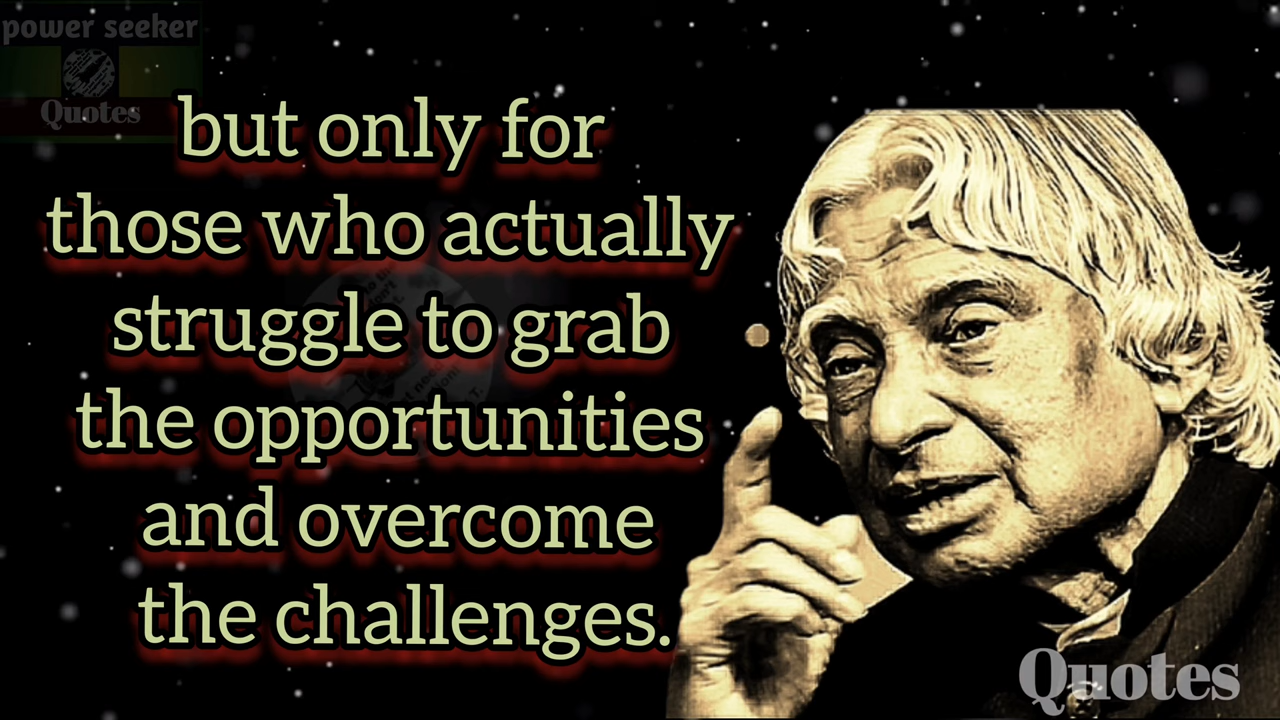 power seeker
Quotes
but only for
those who actually
struggle to grab
the opportunities
and overcome
the challenges.
Quotes